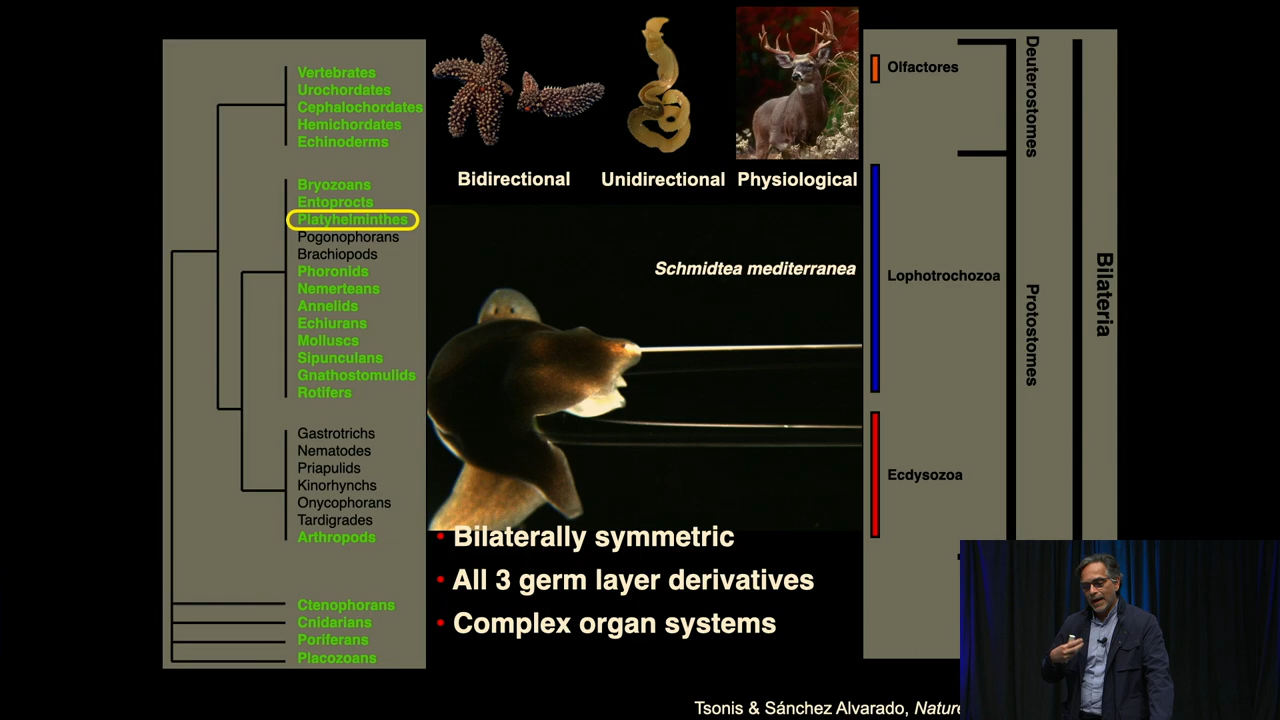 Vertebrates
Urochordates
Cephalochordates
Hemichordates
Echinoderms
Bryozoans
Entoprocts
Platyhelminthes
Pogonophorans
Brachiopods
Phoronids
Nemerteans
Annelids
Echiurans
Molluscs
Sipunculans
Gnathostomulids
Rotifers
Gastrotrichs
Nematodes
Priapulids
Kinorhynchs
Onycophorans
Tardigrades
Arthropods
Ctenophorans
Cnidarians
Poriferans
Placozoans
Bidirectional Unidirectional Physiological
Schmidtea mediterranea
• Bilaterally symmetric
• All 3 germ layer derivatives
• Complex organ systems
Olfactores
Lophotrochozoa
Ecdysozoa
Deuterostomes
Protostomes
Bilateria
Tsonis & Sánchez Alvarado, Nature